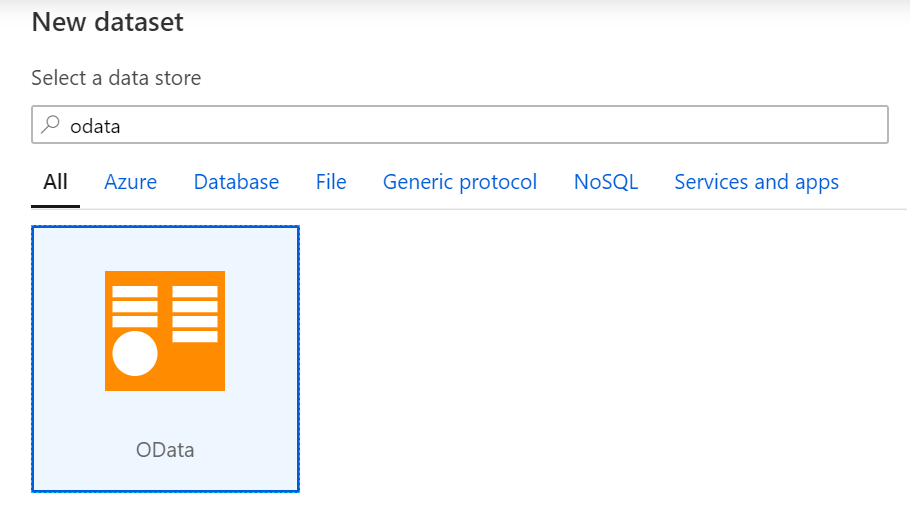 New dataset
Select a data store
odata
All Azure Database File Generic protocol NoSQL Services and apps
OData